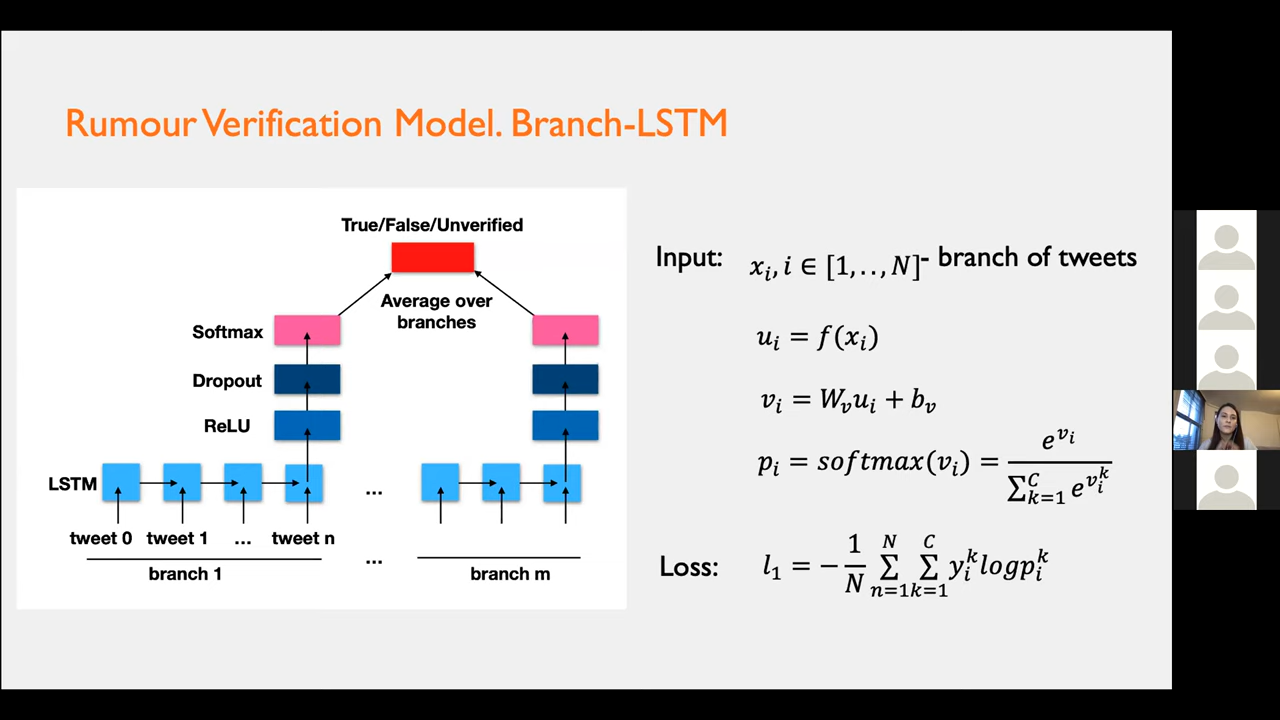 Rumour Verification Model. Branch-LSTM
True/False/Unverified
Average over
branches
Softmax
Dropout
ReLU
LSTM
...
tweet 0 tweet 1 ... tweet n
...
branch 1
branch m
Input: x_i, i ∈ [1,..,N]- branch of tweets
u_i = f(x_i)
v_i = W_v u_i + b_v
p_i = softmax(v_i) = e^{v_i} / ∑_{k=1}^{C} e^{v_i^k}
Loss: l_1 = −1/N ∑_{n=1}^{N} ∑_{k=1}^{C} y_i^k logp_i^k